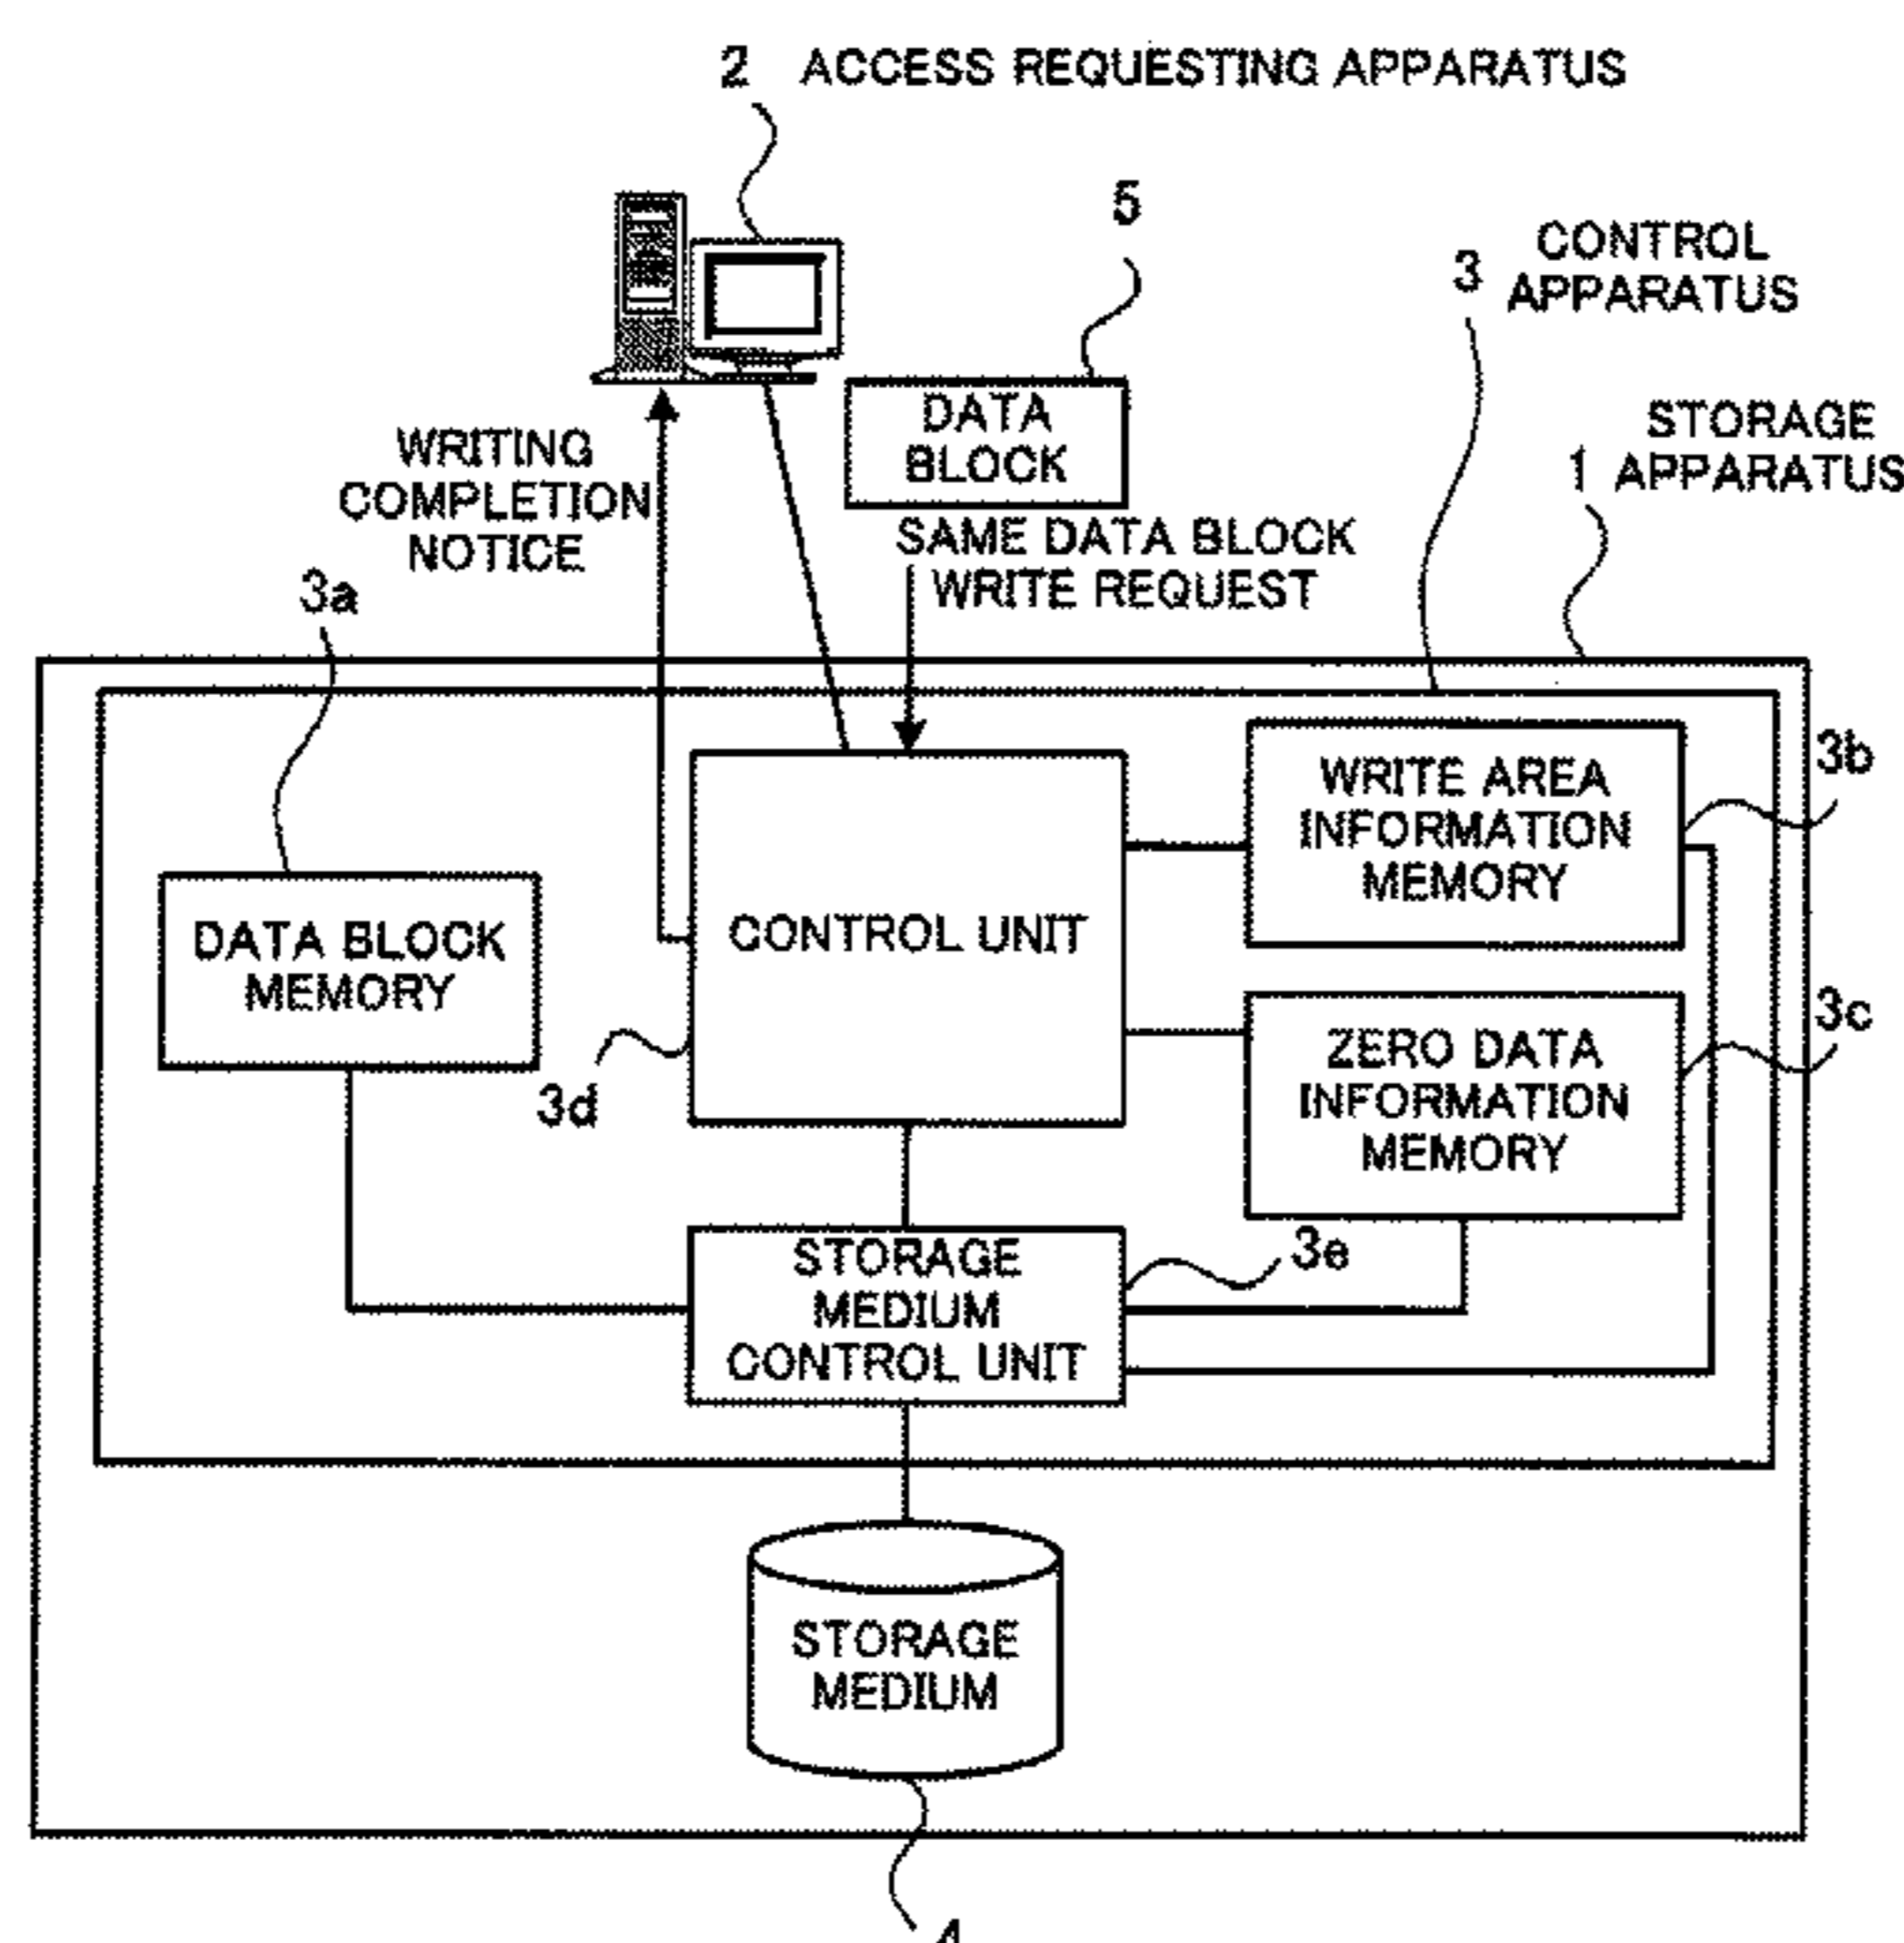 2 ACCESS REQUESTING APPARATUS
5
3 CONTROL
APPARATUS
DATA
BLOCK
STORAGE
1 APPARATUS
WRITING
COMPLETION
NOTICE
SAME DATA BLOCK
WRITE REQUEST
3a
WRITE AREA
INFORMATION
MEMORY
3b
CONTROL UNIT
DATA BLOCK
MEMORY
3c
ZERO DATA
INFORMATION
MEMORY
3d
STORAGE
MEDIUM
CONTROL UNIT
3e
STORAGE
MEDIUM
4